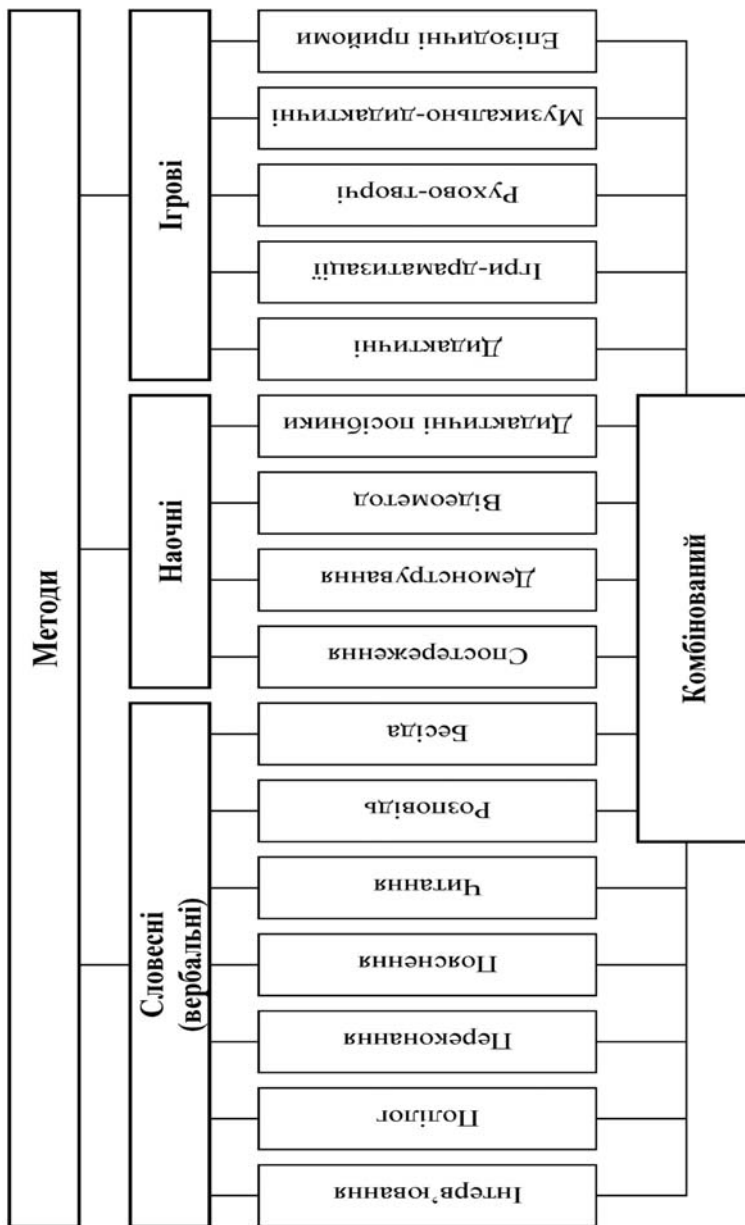 Методи
Словесні
(вербальні)
Наочні
Ігрові
Інтерв’ювання
Полілог
Переконання
Пояснення
Читання
Розповідь
Бесіда
Спостереження
Демонстрування
Відеометод
Дидактичні посібники
Дидактичні
Ігри-драматизації
Рухово-творчі
Музикально-дидактичні
Епізодичні прийоми
Комбінований